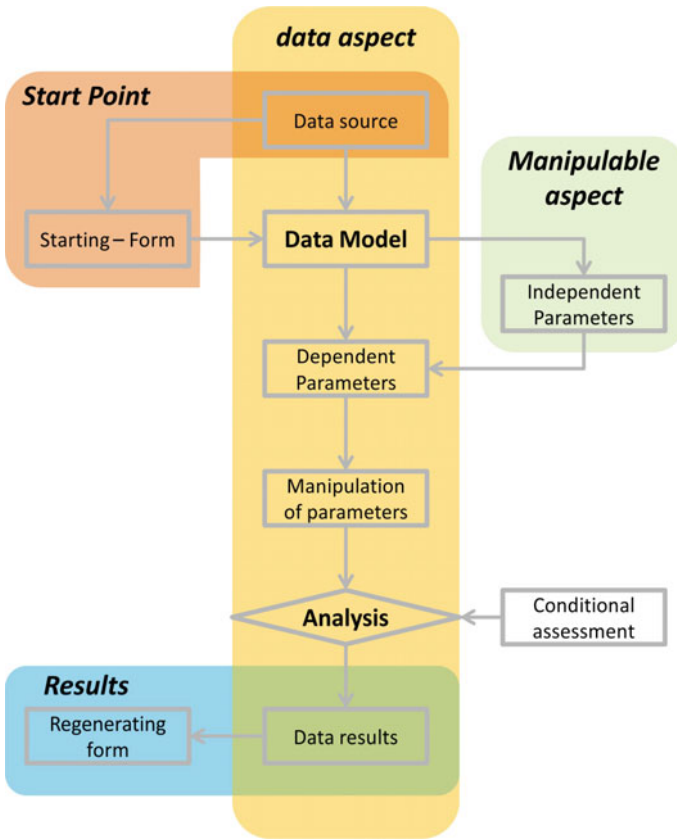 data aspect
Start Point
Data source
Manipulable
aspect
Starting – Form
Data Model
Independent
Parameters
Dependent
Parameters
Manipulation
of parameters
Analysis
Conditional
assessment
Results
Regenerating
form
Data results